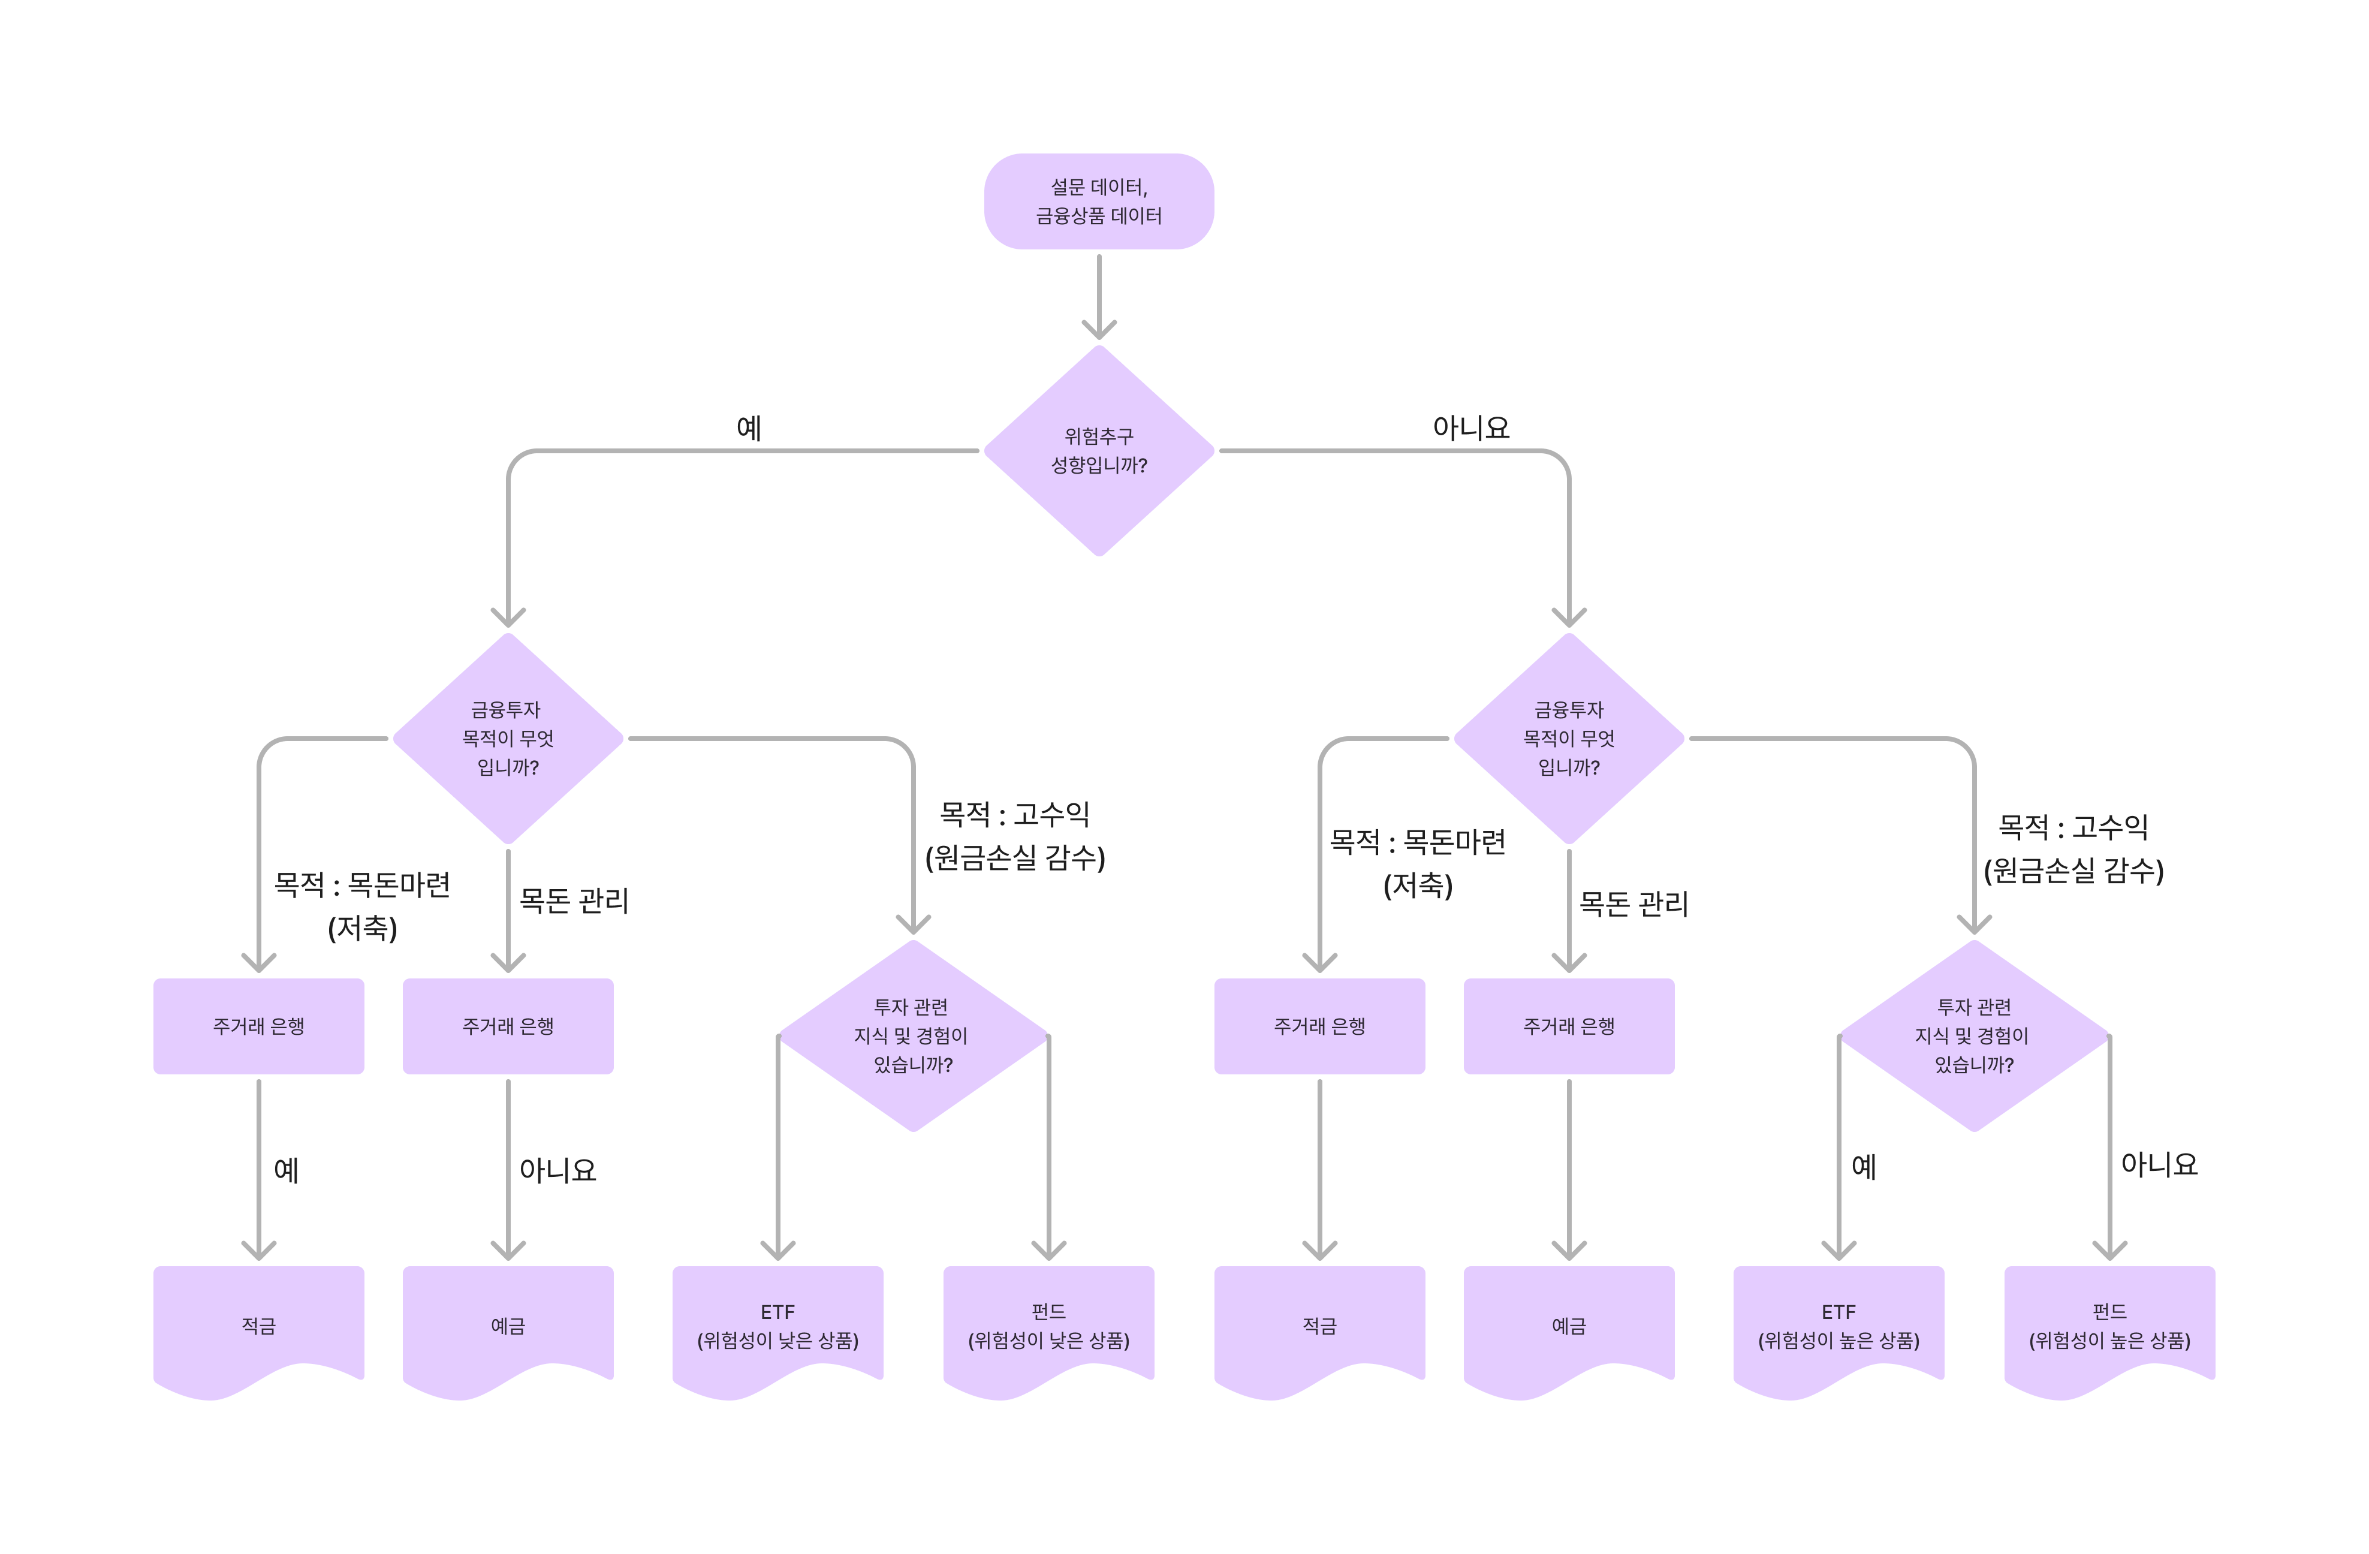 설문 데이터,
금융상품 데이터
위험추구
성향입니까?
예
아니요
금융투자
목적이 무엇
입니까?
금융투자
목적이 무엇
입니까?
목적 : 목돈마련
(저축)
목돈 관리
목적 : 고수익
(원금손실 감수)
목적 : 목돈마련
(저축)
목돈 관리
목적 : 고수익
(원금손실 감수)
주거래 은행
주거래 은행
투자 관련
지식 및 경험이
있습니까?
주거래 은행
주거래 은행
투자 관련
지식 및 경험이
있습니까?
예
아니요
예
아니요
적금
예금
ETF
(위험성이 낮은 상품)
펀드
(위험성이 낮은 상품)
적금
예금
ETF
(위험성이 높은 상품)
펀드
(위험성이 높은 상품)